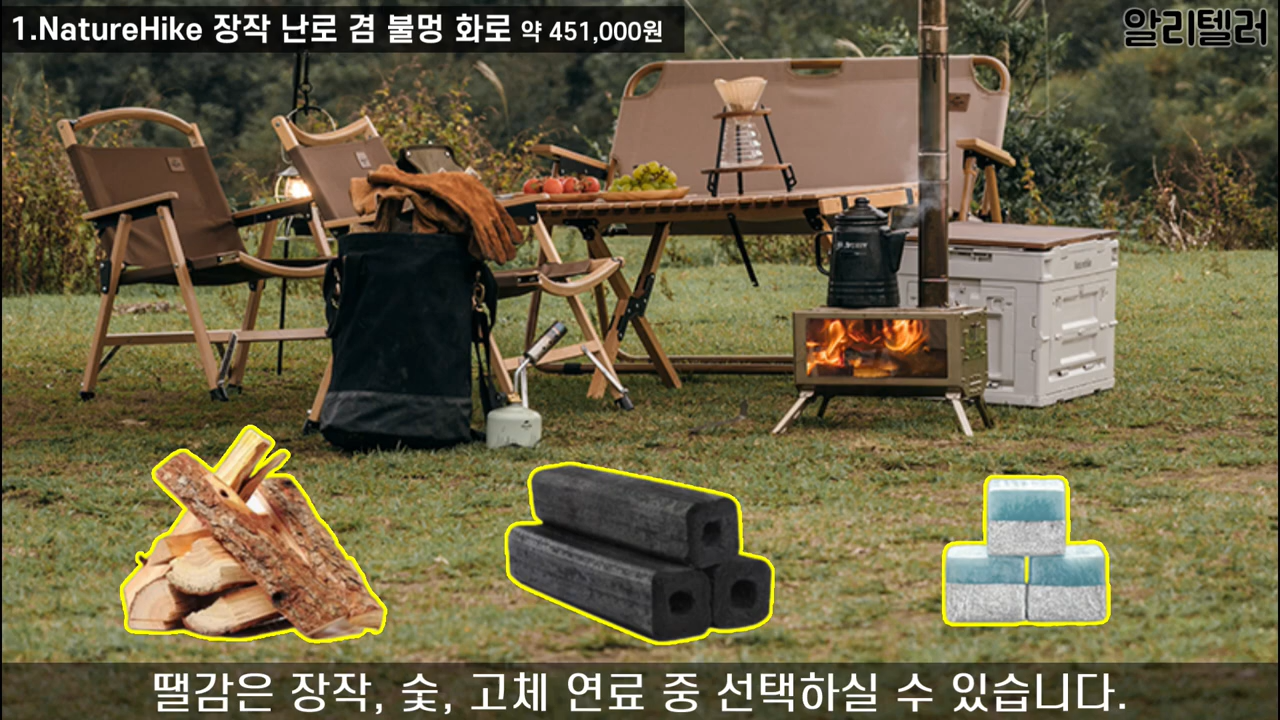 1.NatureHike 장작 난로 겸 불멍 화로 약 451,000원
알리텔러
땔감은 장작, 숯, 고체 연료 중 선택하실 수 있습니다.